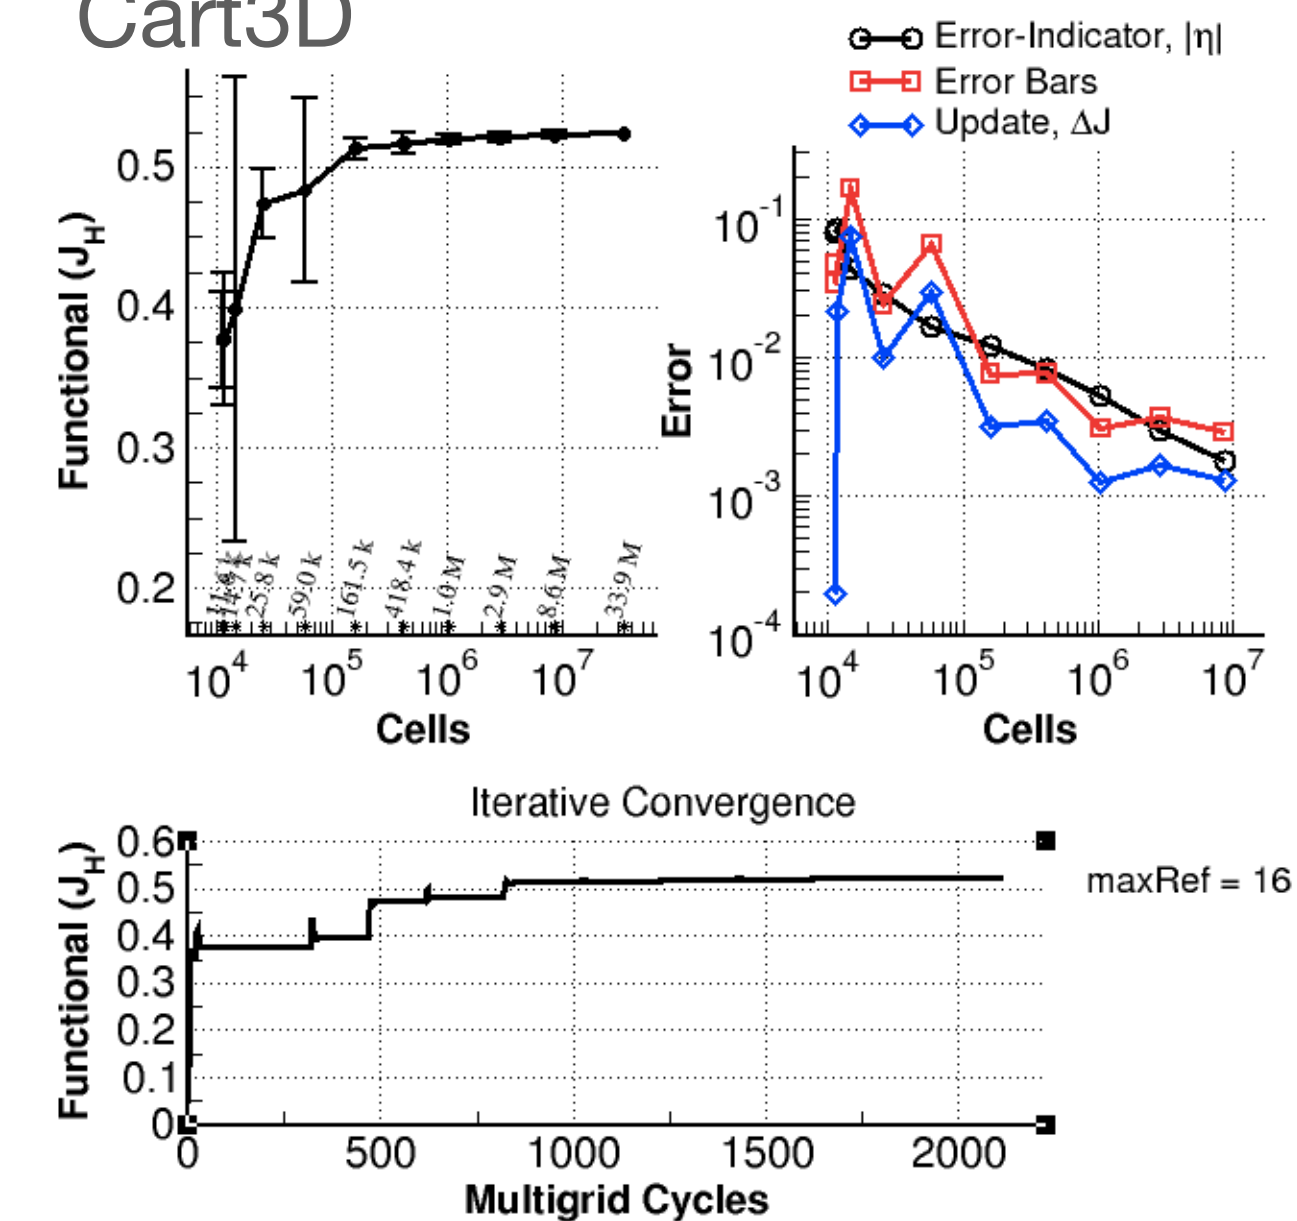 Cart3D
Functional (J_H)
0.5
0.4
0.3
0.2
14.7 k
25.8 k
59.0 k
161.5 k
418.4 k
1.0 M
2.9 M
8.6 M
33.9 M
10^4
10^5
10^6
10^7
Cells
Error-Indicator, |η|
Error Bars
Update, ΔJ
Error
10^-1
10^-2
10^-3
10^-4
10^4
10^5
10^6
10^7
Cells
Iterative Convergence
Functional (J_H)
0.6
0.5
0.4
0.3
0.2
0.1
0
0
500
1000
1500
2000
Multigrid Cycles
maxRef = 16